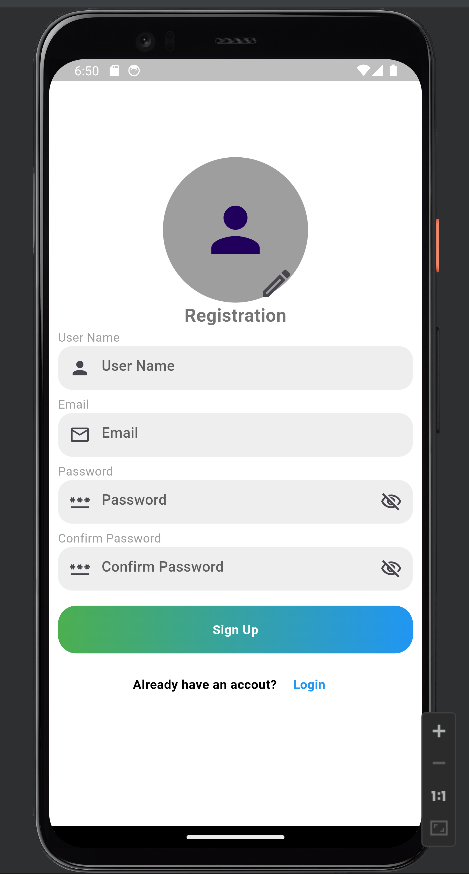 6:50
Registration
User Name
User Name
Email
Email
Password
Password
Confirm Password
Confirm Password
Sign Up
Already have an accout? Login
1:1